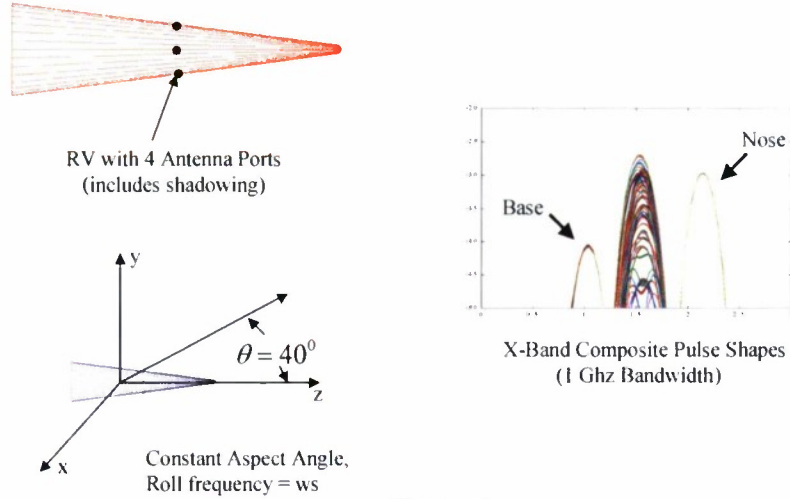 RV with 4 Antenna Ports
(includes shadowing)
Nose
Base
X-Band Composite Pulse Shapes
(1 Ghz Bandwidth)
y
θ = 40⁰
z
x
Constant Aspect Angle,
Roll frequency = ws